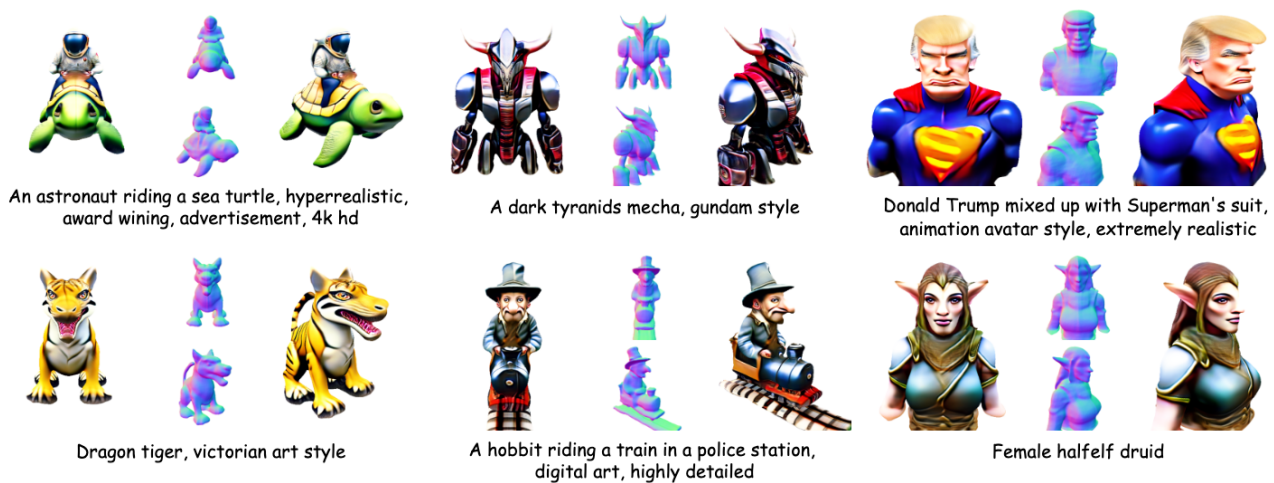 An astronaut riding a sea turtle, hyperrealistic,
award wining, advertisement, 4k hd
A dark tyranids mecha, gundam style
Donald Trump mixed up with Superman's suit,
animation avatar style, extremely realistic
Dragon tiger, victorian art style
A hobbit riding a train in a police station,
digital art, highly detailed
Female halfelf druid